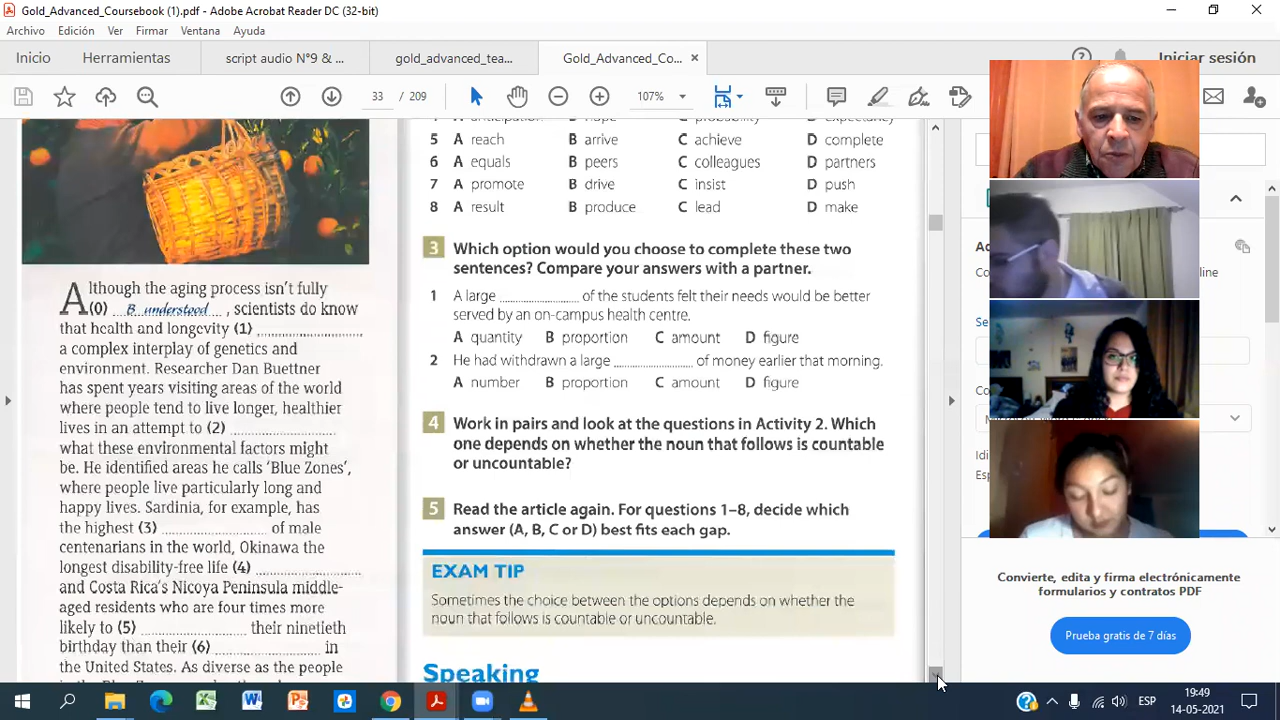 Gold_Advanced_Coursebook (1).pdf - Adobe Acrobat Reader DC (32-bit)
Archivo Edición Ver Firmar Ventana Ayuda
Inicio Herramientas script audio N°9 & ... gold_advanced_tea... Gold_Advanced_Co... × Iniciar sesión
33 / 209 107%
5 A reach B arrive C achieve D complete
6 A equals B peers C colleagues D partners
7 A promote B drive C insist D push
8 A result B produce C lead D make
3 Which option would you choose to complete these two
sentences? Compare your answers with a partner.
1 A large ........................ of the students felt their needs would be better
served by an on-campus health centre.
A quantity B proportion C amount D figure
2 He had withdrawn a large ........................ of money earlier that morning.
A number B proportion C amount D figure
4 Work in pairs and look at the questions in Activity 2. Which
one depends on whether the noun that follows is countable
or uncountable?
5 Read the article again. For questions 1–8, decide which
answer (A, B, C or D) best fits each gap.
EXAM TIP
Sometimes the choice between the options depends on whether the
noun that follows is countable or uncountable.
Speaking
Although the aging process isn't fully
(0) B understood , scientists do know
that health and longevity (1) ........................
a complex interplay of genetics and
environment. Researcher Dan Buettner
has spent years visiting areas of the world
where people tend to live longer, healthier
lives in an attempt to (2) ........................
what these environmental factors might
be. He identified areas he calls 'Blue Zones',
where people live particularly long and
happy lives. Sardinia, for example, has
the highest (3) ........................ of male
centenarians in the world, Okinawa the
longest disability-free life (4) ........................
and Costa Rica's Nicoya Peninsula middle-
aged residents who are four times more
likely to (5) ........................ their ninetieth
birthday than their (6) ........................ in
the United States. As diverse as the people
Convierte, edita y firma electrónicamente
formularios y contratos PDF
Prueba gratis de 7 días
ESP
19:49
14-05-2021